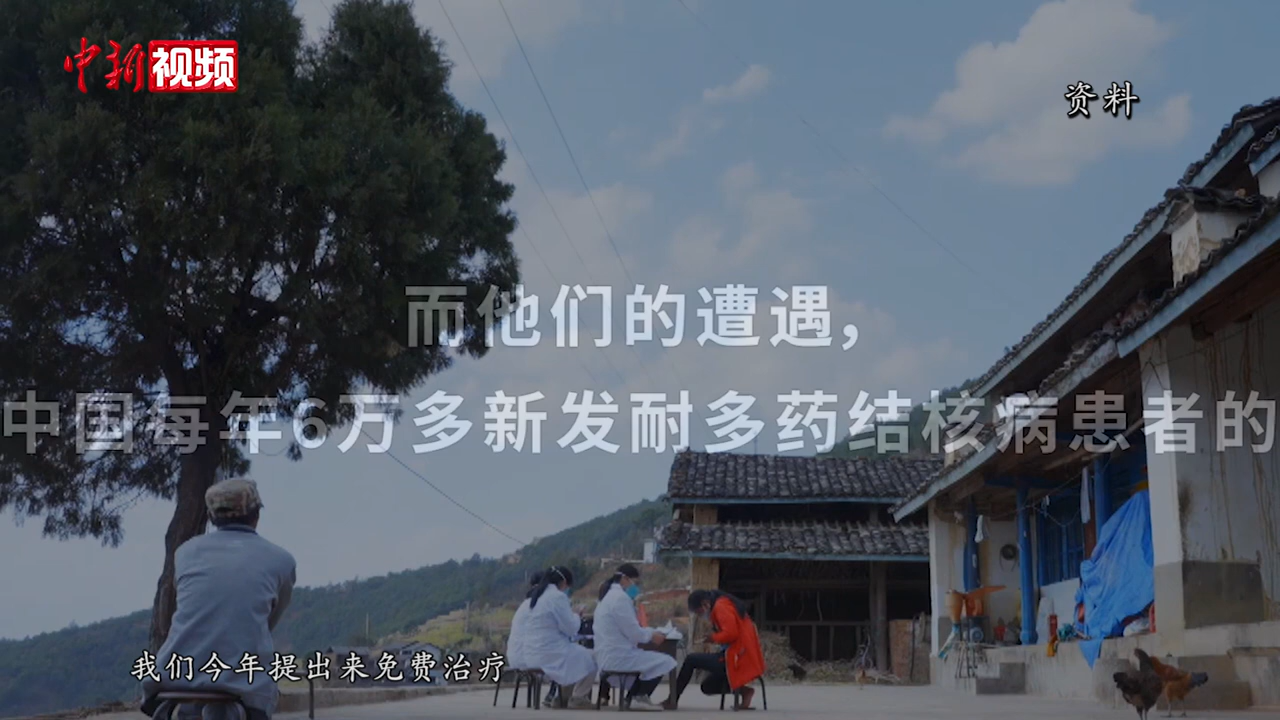 中新视频
资料
而他们的遭遇,
中国每年6万多新发耐多药结核病患者的
我们今年提出来免费治疗